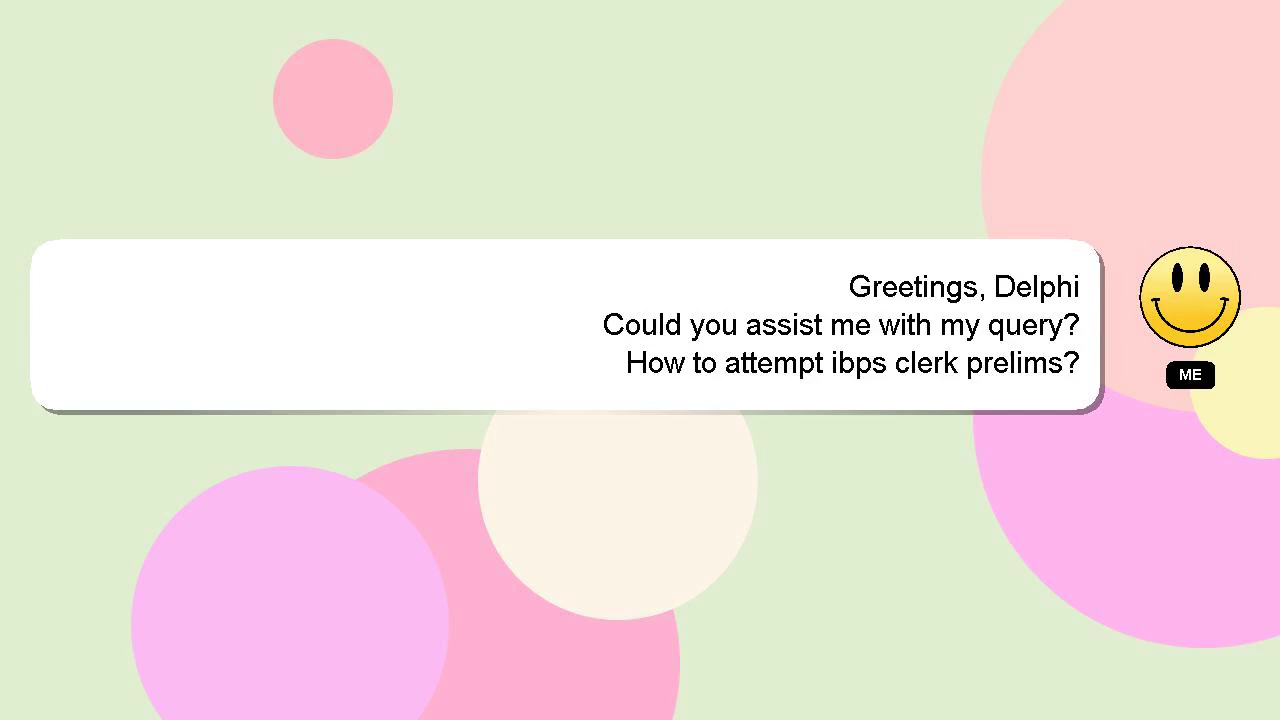 Greetings, Delphi
Could you assist me with my query?
How to attempt ibps clerk prelims?
ME